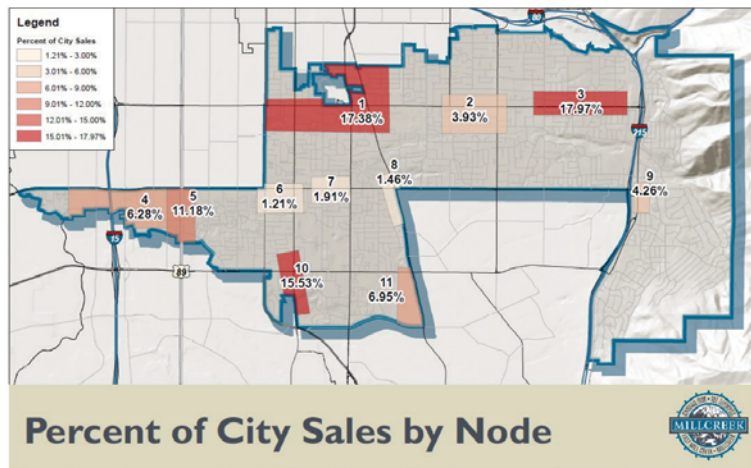 Legend
Percent of City Sales
1.21% - 3.00%
3.01% - 6.00%
6.01% - 9.00%
9.01% - 12.00%
12.01% - 15.00%
15.01% - 17.97%
80
1
17.38%
2
3.93%
3
17.97%
215
4
6.28%
5
11.18%
6
1.21%
7
1.91%
8
1.46%
9
4.26%
15
89
10
15.53%
11
6.95%
Percent of City Sales by Node
MILLCREEK